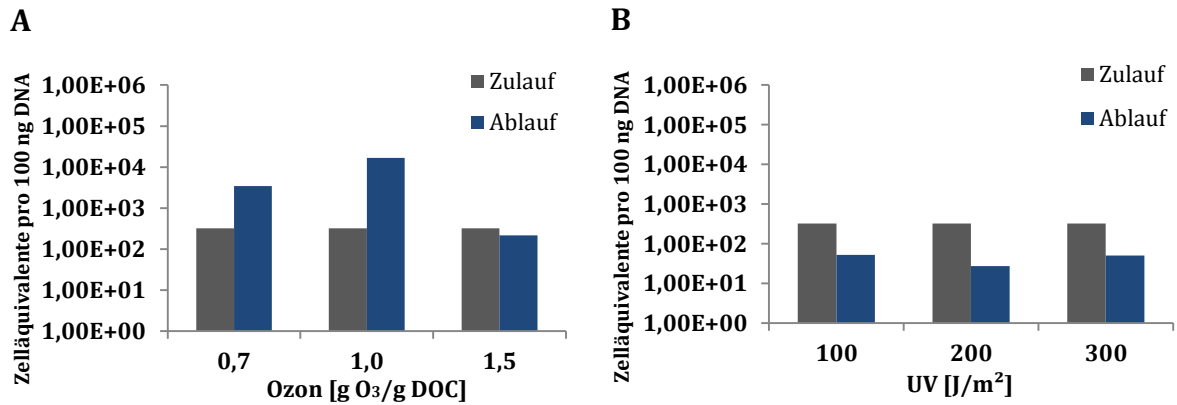 A
Zelläquivalente pro 100 ng DNA
1,00E+06
1,00E+05
1,00E+04
1,00E+03
1,00E+02
1,00E+01
1,00E+00
Zulauf
Ablauf
0,7 1,0 1,5
Ozon [g O₃/g DOC]
B
Zelläquivalente pro 100 ng DNA
1,00E+06
1,00E+05
1,00E+04
1,00E+03
1,00E+02
1,00E+01
1,00E+00
Zulauf
Ablauf
100 200 300
UV [J/m²]